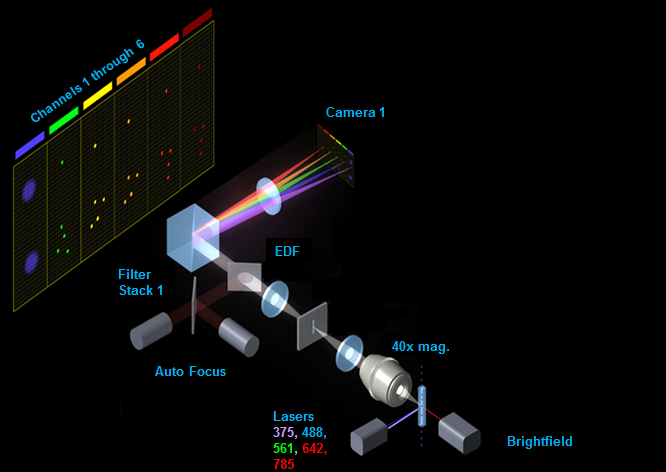 Channels 1 through 6
Camera 1
EDF
Filter
Stack 1
Auto Focus
40x mag.
Lasers
375, 488,
561, 642,
785
Brightfield